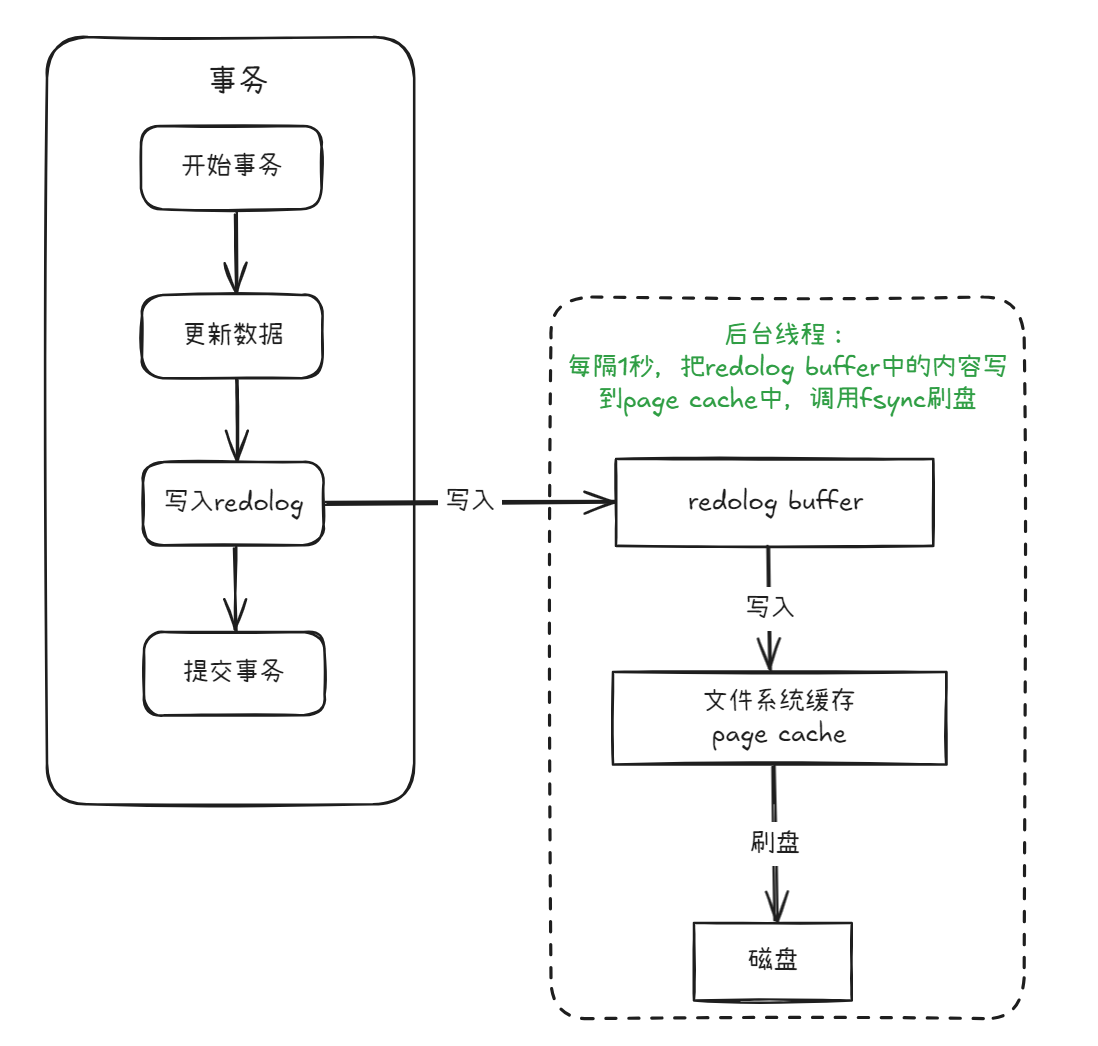 事务
开始事务
更新数据
写入redolog
提交事务
写入
后台线程：
每隔1秒，把redolog buffer中的内容写
到page cache中，调用fsync刷盘
redolog buffer
写入
文件系统缓存
page cache
刷盘
磁盘